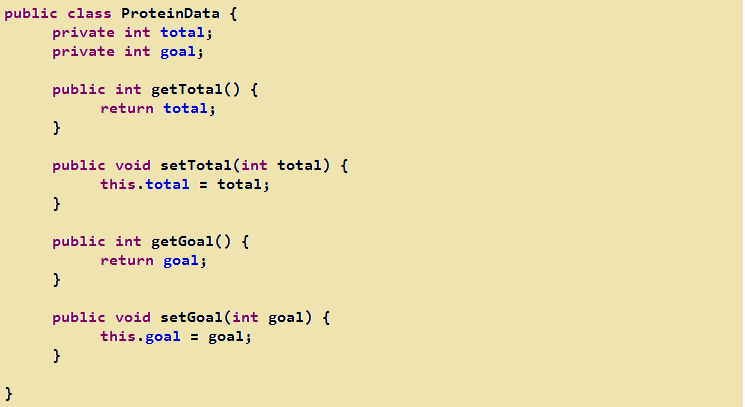 public class ProteinData {
private int total;
private int goal;
public int getTotal() {
return total;
}
public void setTotal(int total) {
this.total = total;
}
public int getGoal() {
return goal;
}
public void setGoal(int goal) {
this.goal = goal;
}
}